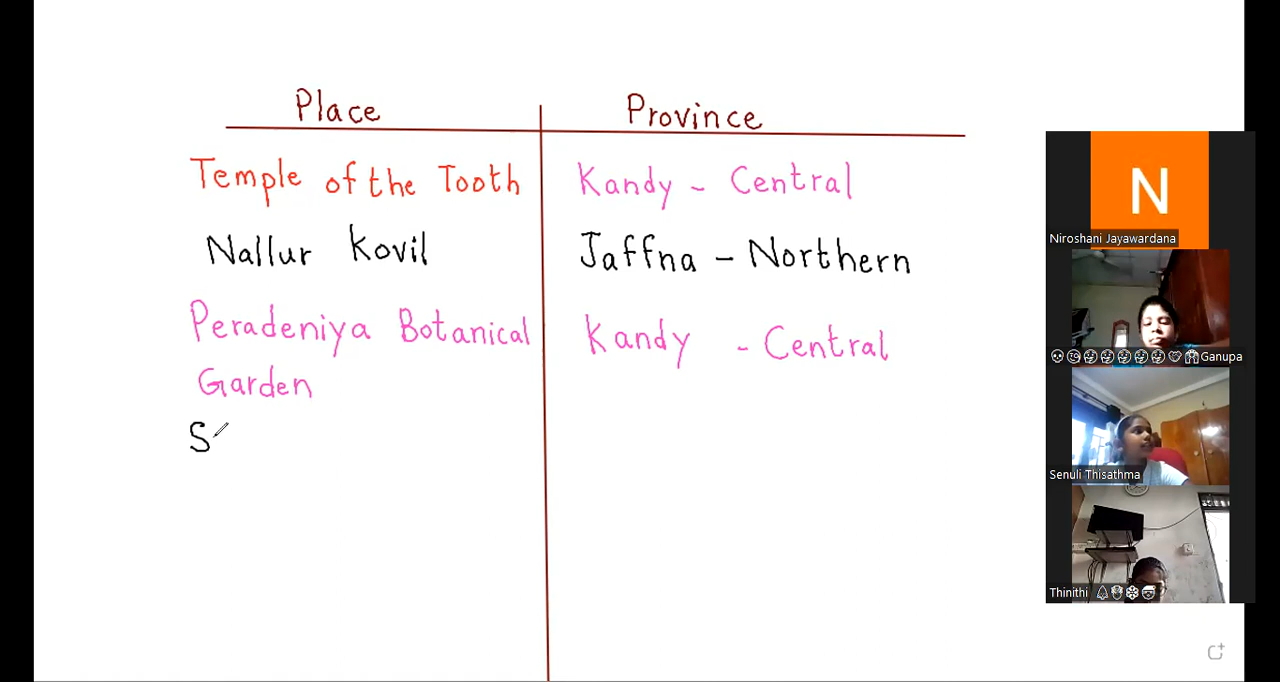 Place Province
Temple of the Tooth Kandy - Central
Nallur Kovil Jaffna - Northern
Peradeniya Botanical Kandy - Central
Garden
S
N
Niroshani Jayawardana
Ganupa
Senuli Thisathma
Thinithi